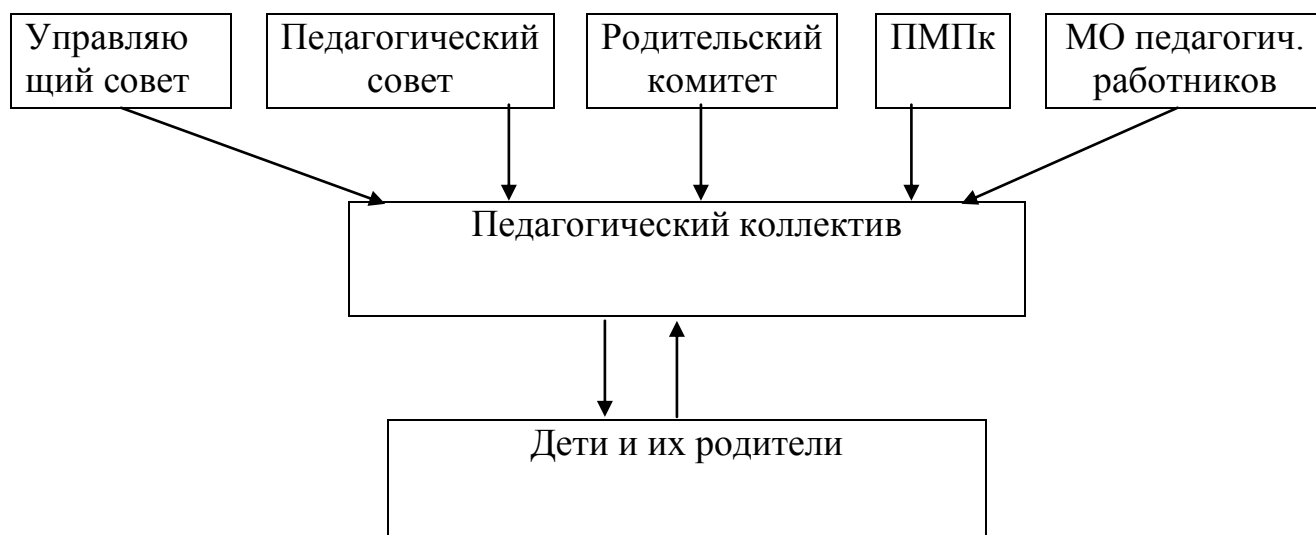 Управляю
щий совет
Педагогический
совет
Родительский
комитет
ПМПк
МО педагогич.
работников
Педагогический коллектив
Дети и их родители